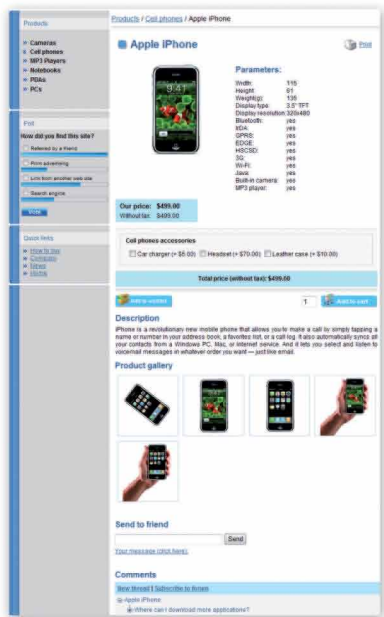 Products
Cameras
Cell phones
MP3 Players
Notebooks
PDAs
PCs
Poll
How did you find this site?
Referred by a friend
Print advertising
Link from another web site
Search engine
Vote
Quick links
How to buy
Company
News
Home
Products / Cell phones / Apple iPhone
Apple iPhone
Print
9:41
Parameters:
Width: 115
Height: 61
Weight(g): 135
Display type: 3.5" TFT
Display resolution: 320x480
Bluetooth: yes
IrDA: yes
GPRS: yes
EDGE: yes
HSCSD: yes
3G: yes
Wi-Fi: yes
Java: yes
Built-in camera: yes
MP3 player: yes
Our price: $499.00
Without tax: $499.00
Cell phones accessories
Car charger (+ $5.00) Headset (+ $70.00) Leather case (+ $10.00)
Total price (without tax): $499.00
Add to wishlist
1
Add to cart
Description
iPhone is a revolutionary new mobile phone that allows you to make a call by simply tapping a
name or number in your address book, a favorites list, or a call log. It also automatically syncs all
your contacts from a Windows PC, Mac, or Internet service. And it lets you select and listen to
voicemail messages in whatever order you want — just like email.
Product gallery
Send to friend
Send
Your message (click here).
Comments
New thread | Subscribe to forum
Apple iPhone
Where can I download more applications?